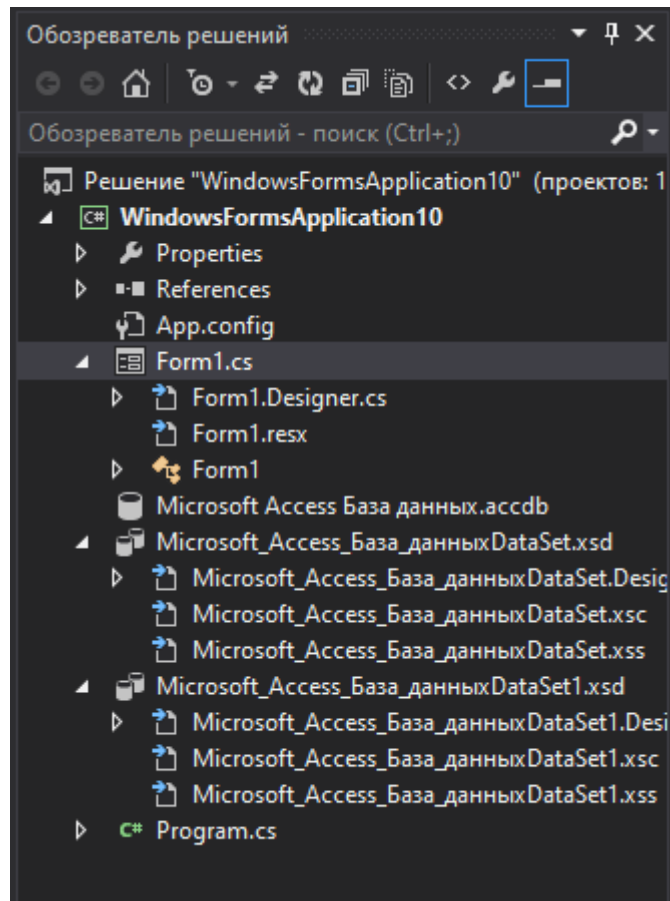 Обозреватель решений
Обозреватель решений - поиск (Ctrl+;)
Решение "WindowsFormsApplication10" (проектов: 1
C# WindowsFormsApplication10
Properties
References
App.config
Form1.cs
Form1.Designer.cs
Form1.resx
Form1
Microsoft Access База данных.accdb
Microsoft_Access_База_данныхDataSet.xsd
Microsoft_Access_База_данныхDataSet.Desig
Microsoft_Access_База_данныхDataSet.xsc
Microsoft_Access_База_данныхDataSet.xss
Microsoft_Access_База_данныхDataSet1.xsd
Microsoft_Access_База_данныхDataSet1.Desi
Microsoft_Access_База_данныхDataSet1.xsc
Microsoft_Access_База_данныхDataSet1.xss
C# Program.cs